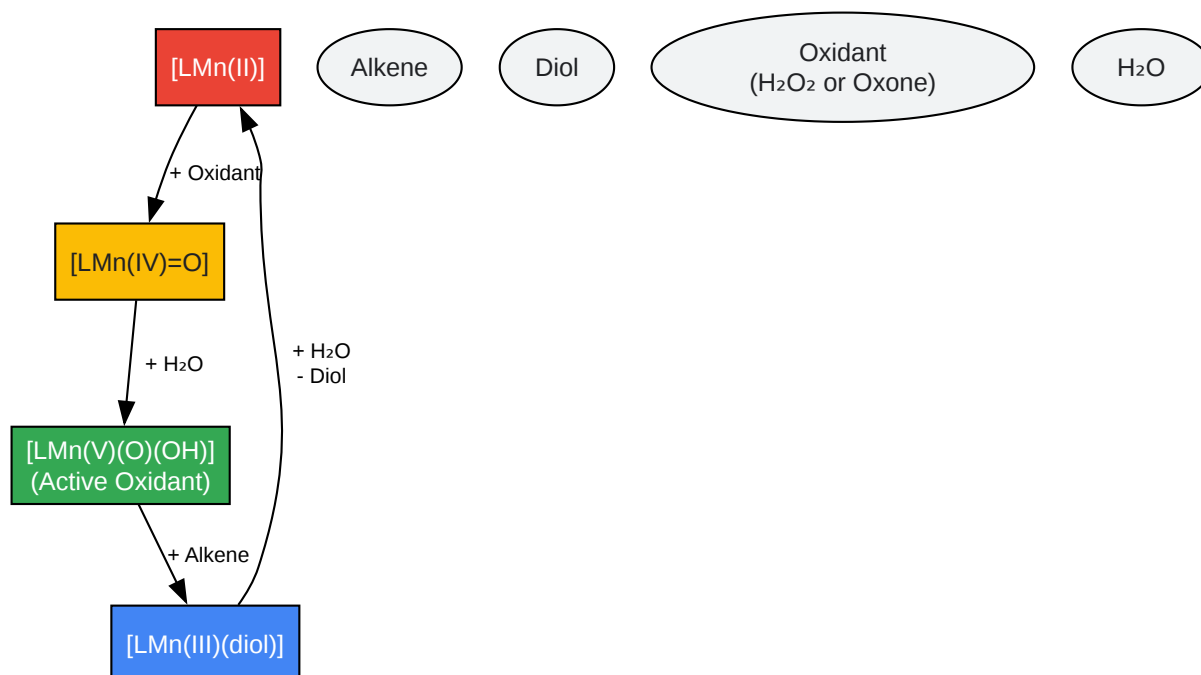 [LMn(II)]
Alkene
Diol
Oxidant
(H₂O₂ or Oxone)
H₂O
+ Oxidant
[LMn(IV)=O]
+ H₂O
+ H₂O
- Diol
[LMn(V)(O)(OH)]
(Active Oxidant)
+ Alkene
[LMn(III)(diol)]